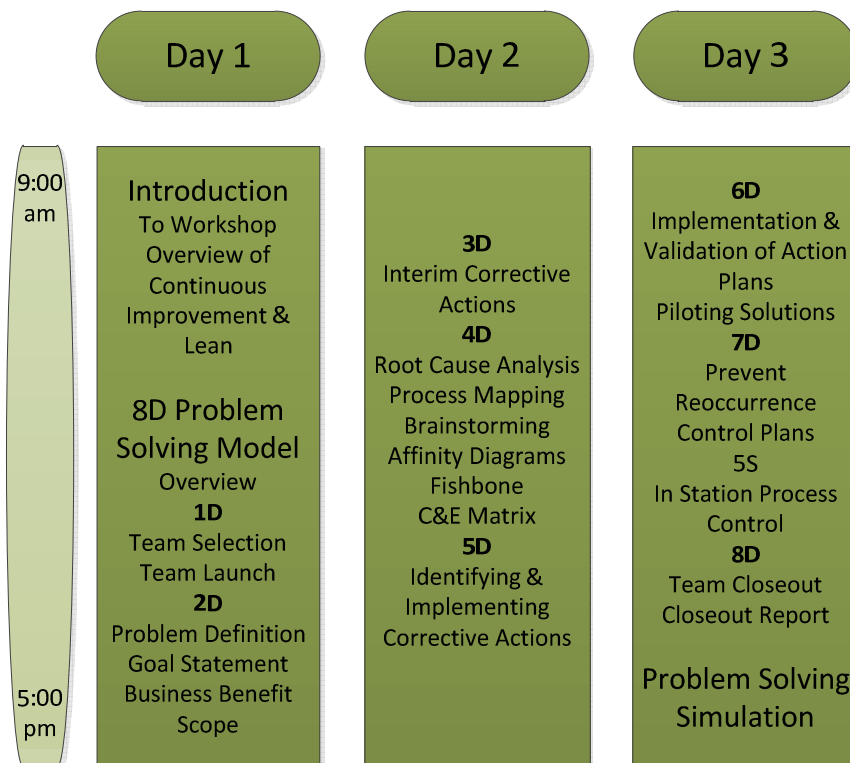 Day 1
Day 2
Day 3
9:00
am
5:00
pm
Introduction
To Workshop
Overview of
Continuous
Improvement &
Lean
8D Problem
Solving Model
Overview
1D
Team Selection
Team Launch
2D
Problem Definition
Goal Statement
Business Benefit
Scope
3D
Interim Corrective
Actions
4D
Root Cause Analysis
Process Mapping
Brainstorming
Affinity Diagrams
Fishbone
C&E Matrix
5D
Identifying &
Implementing
Corrective Actions
6D
Implementation &
Validation of Action
Plans
Piloting Solutions
7D
Prevent
Reoccurrence
Control Plans
5S
In Station Process
Control
8D
Team Closeout
Closeout Report
Problem Solving
Simulation